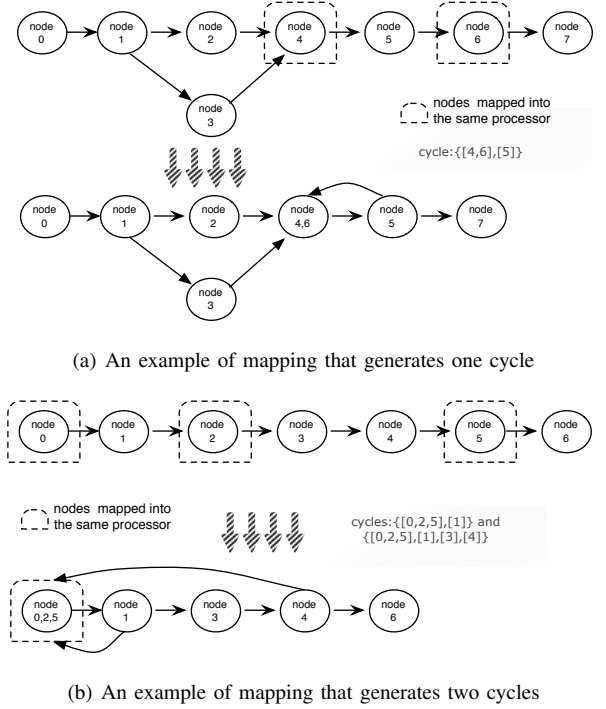 node 0
node 1
node 2
node 4
node 5
node 6
node 7
node 3
nodes mapped into
the same processor
cycle:{[4,6],[5]}
node 0
node 1
node 2
node 4,6
node 5
node 7
node 3
(a) An example of mapping that generates one cycle
node 0
node 1
node 2
node 3
node 4
node 5
node 6
nodes mapped into
the same processor
cycles:{[0,2,5],[1]} and
{[0,2,5],[1],[3],[4]}
node 0,2,5
node 1
node 3
node 4
node 6
(b) An example of mapping that generates two cycles